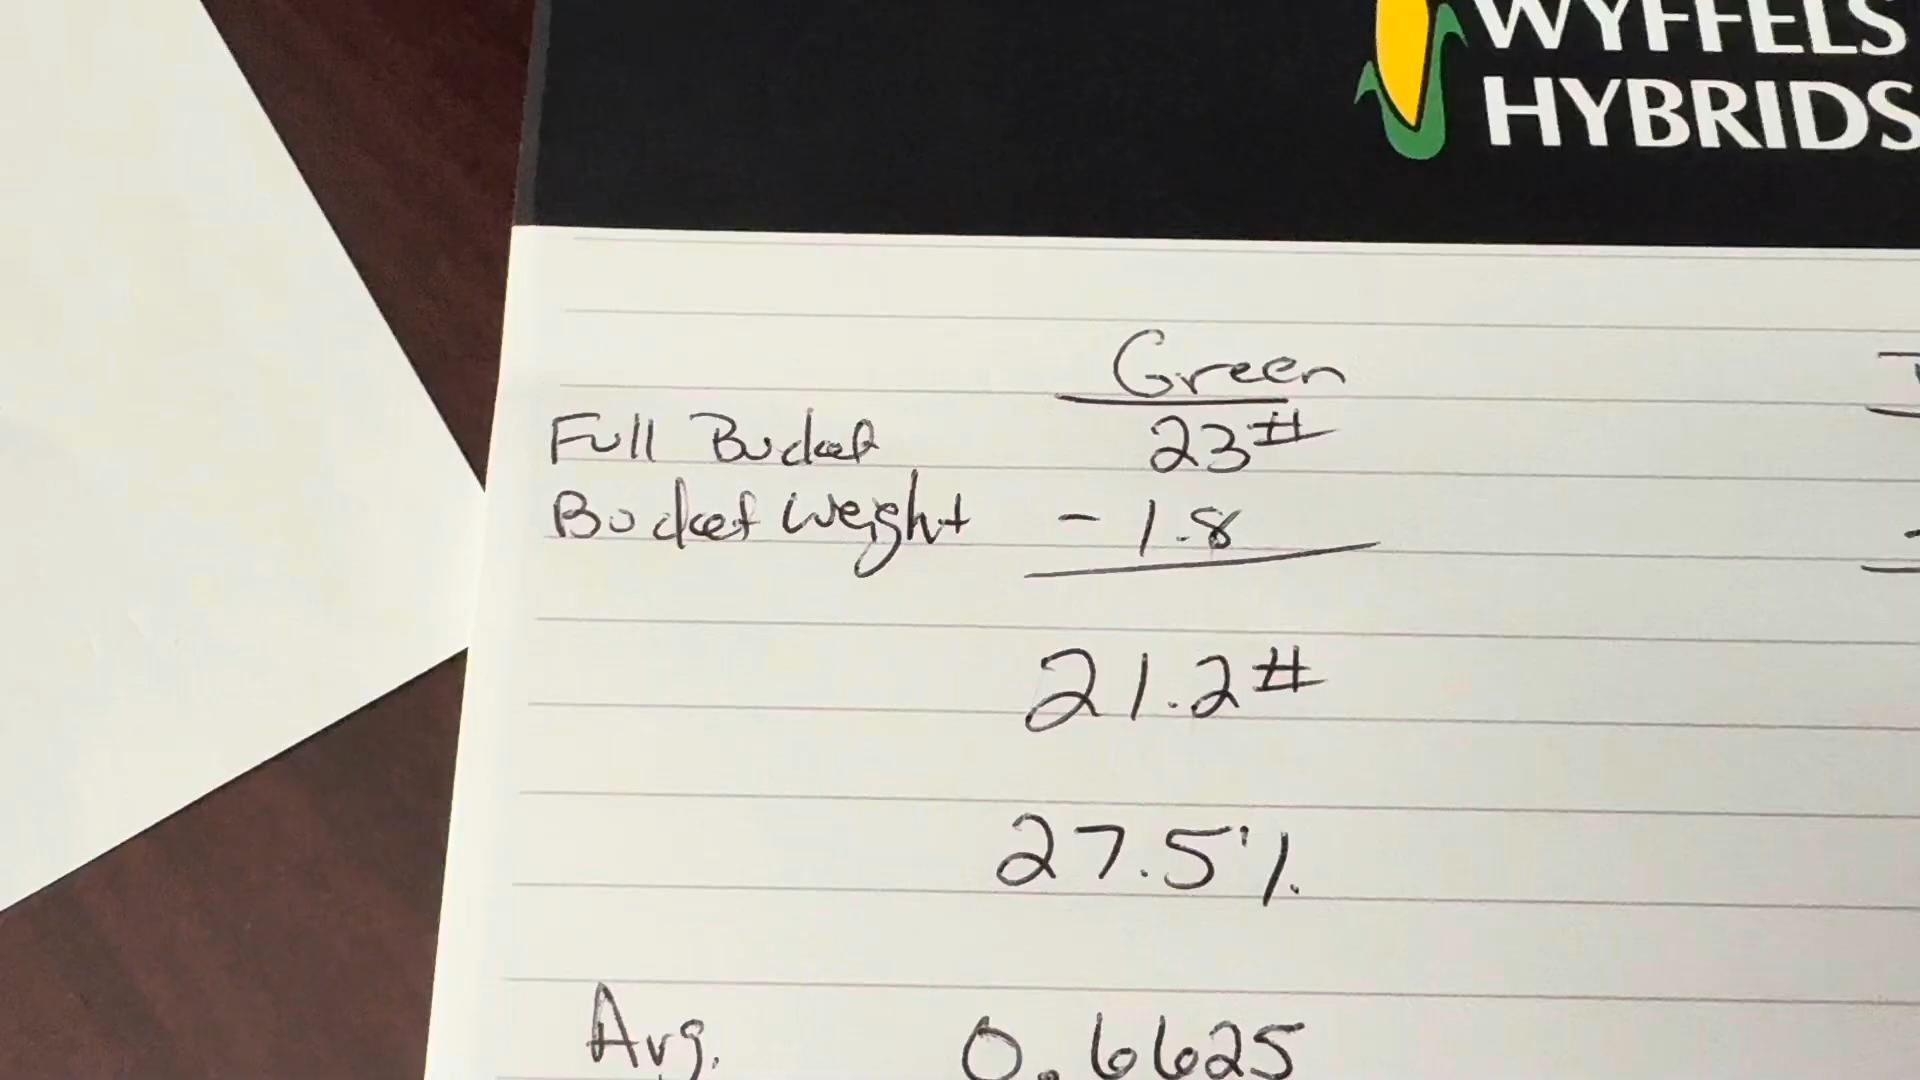 WYFFELS
HYBRIDS
Green
Full Bucket 23#
Bucket Weight - 1.8
21.2#
27.5%
Avg. 0.6625